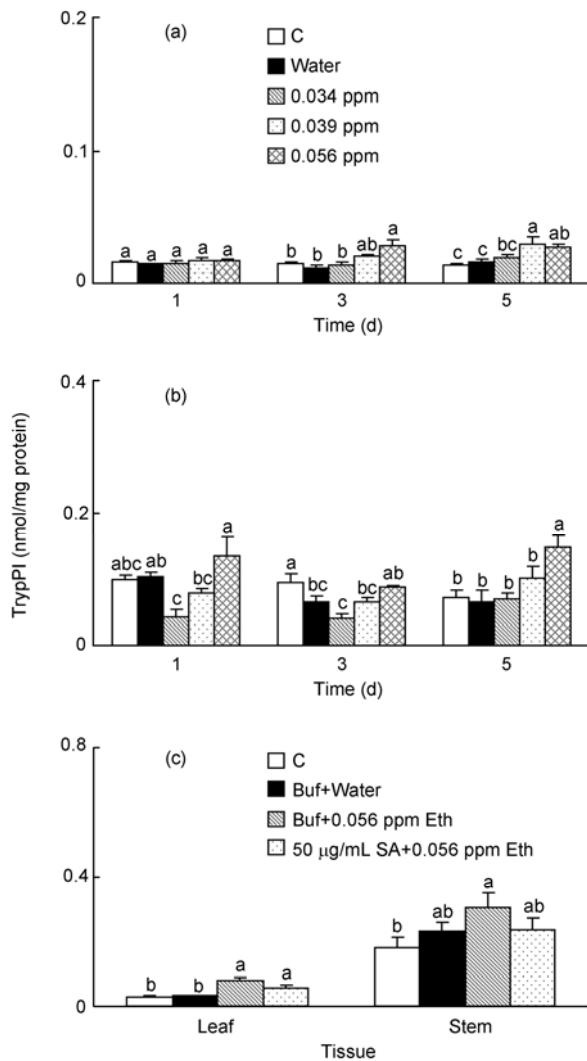 0.2
(a)
C
Water
0.034 ppm
0.039 ppm
0.056 ppm
0.1
a a a a a
b b b ab a
c c bc a ab
0
1 3 5
Time (d)
0.4
(b)
TrypPI (nmol/mg protein)
0.2
abc ab c bc a
a bc c bc ab
b b b b a
0
1 3 5
Time (d)
0.8
(c)
C
Buf+Water
Buf+0.056 ppm Eth
50 μg/mL SA+0.056 ppm Eth
0.4
b b a a
b ab a ab
0
Leaf Stem
Tissue